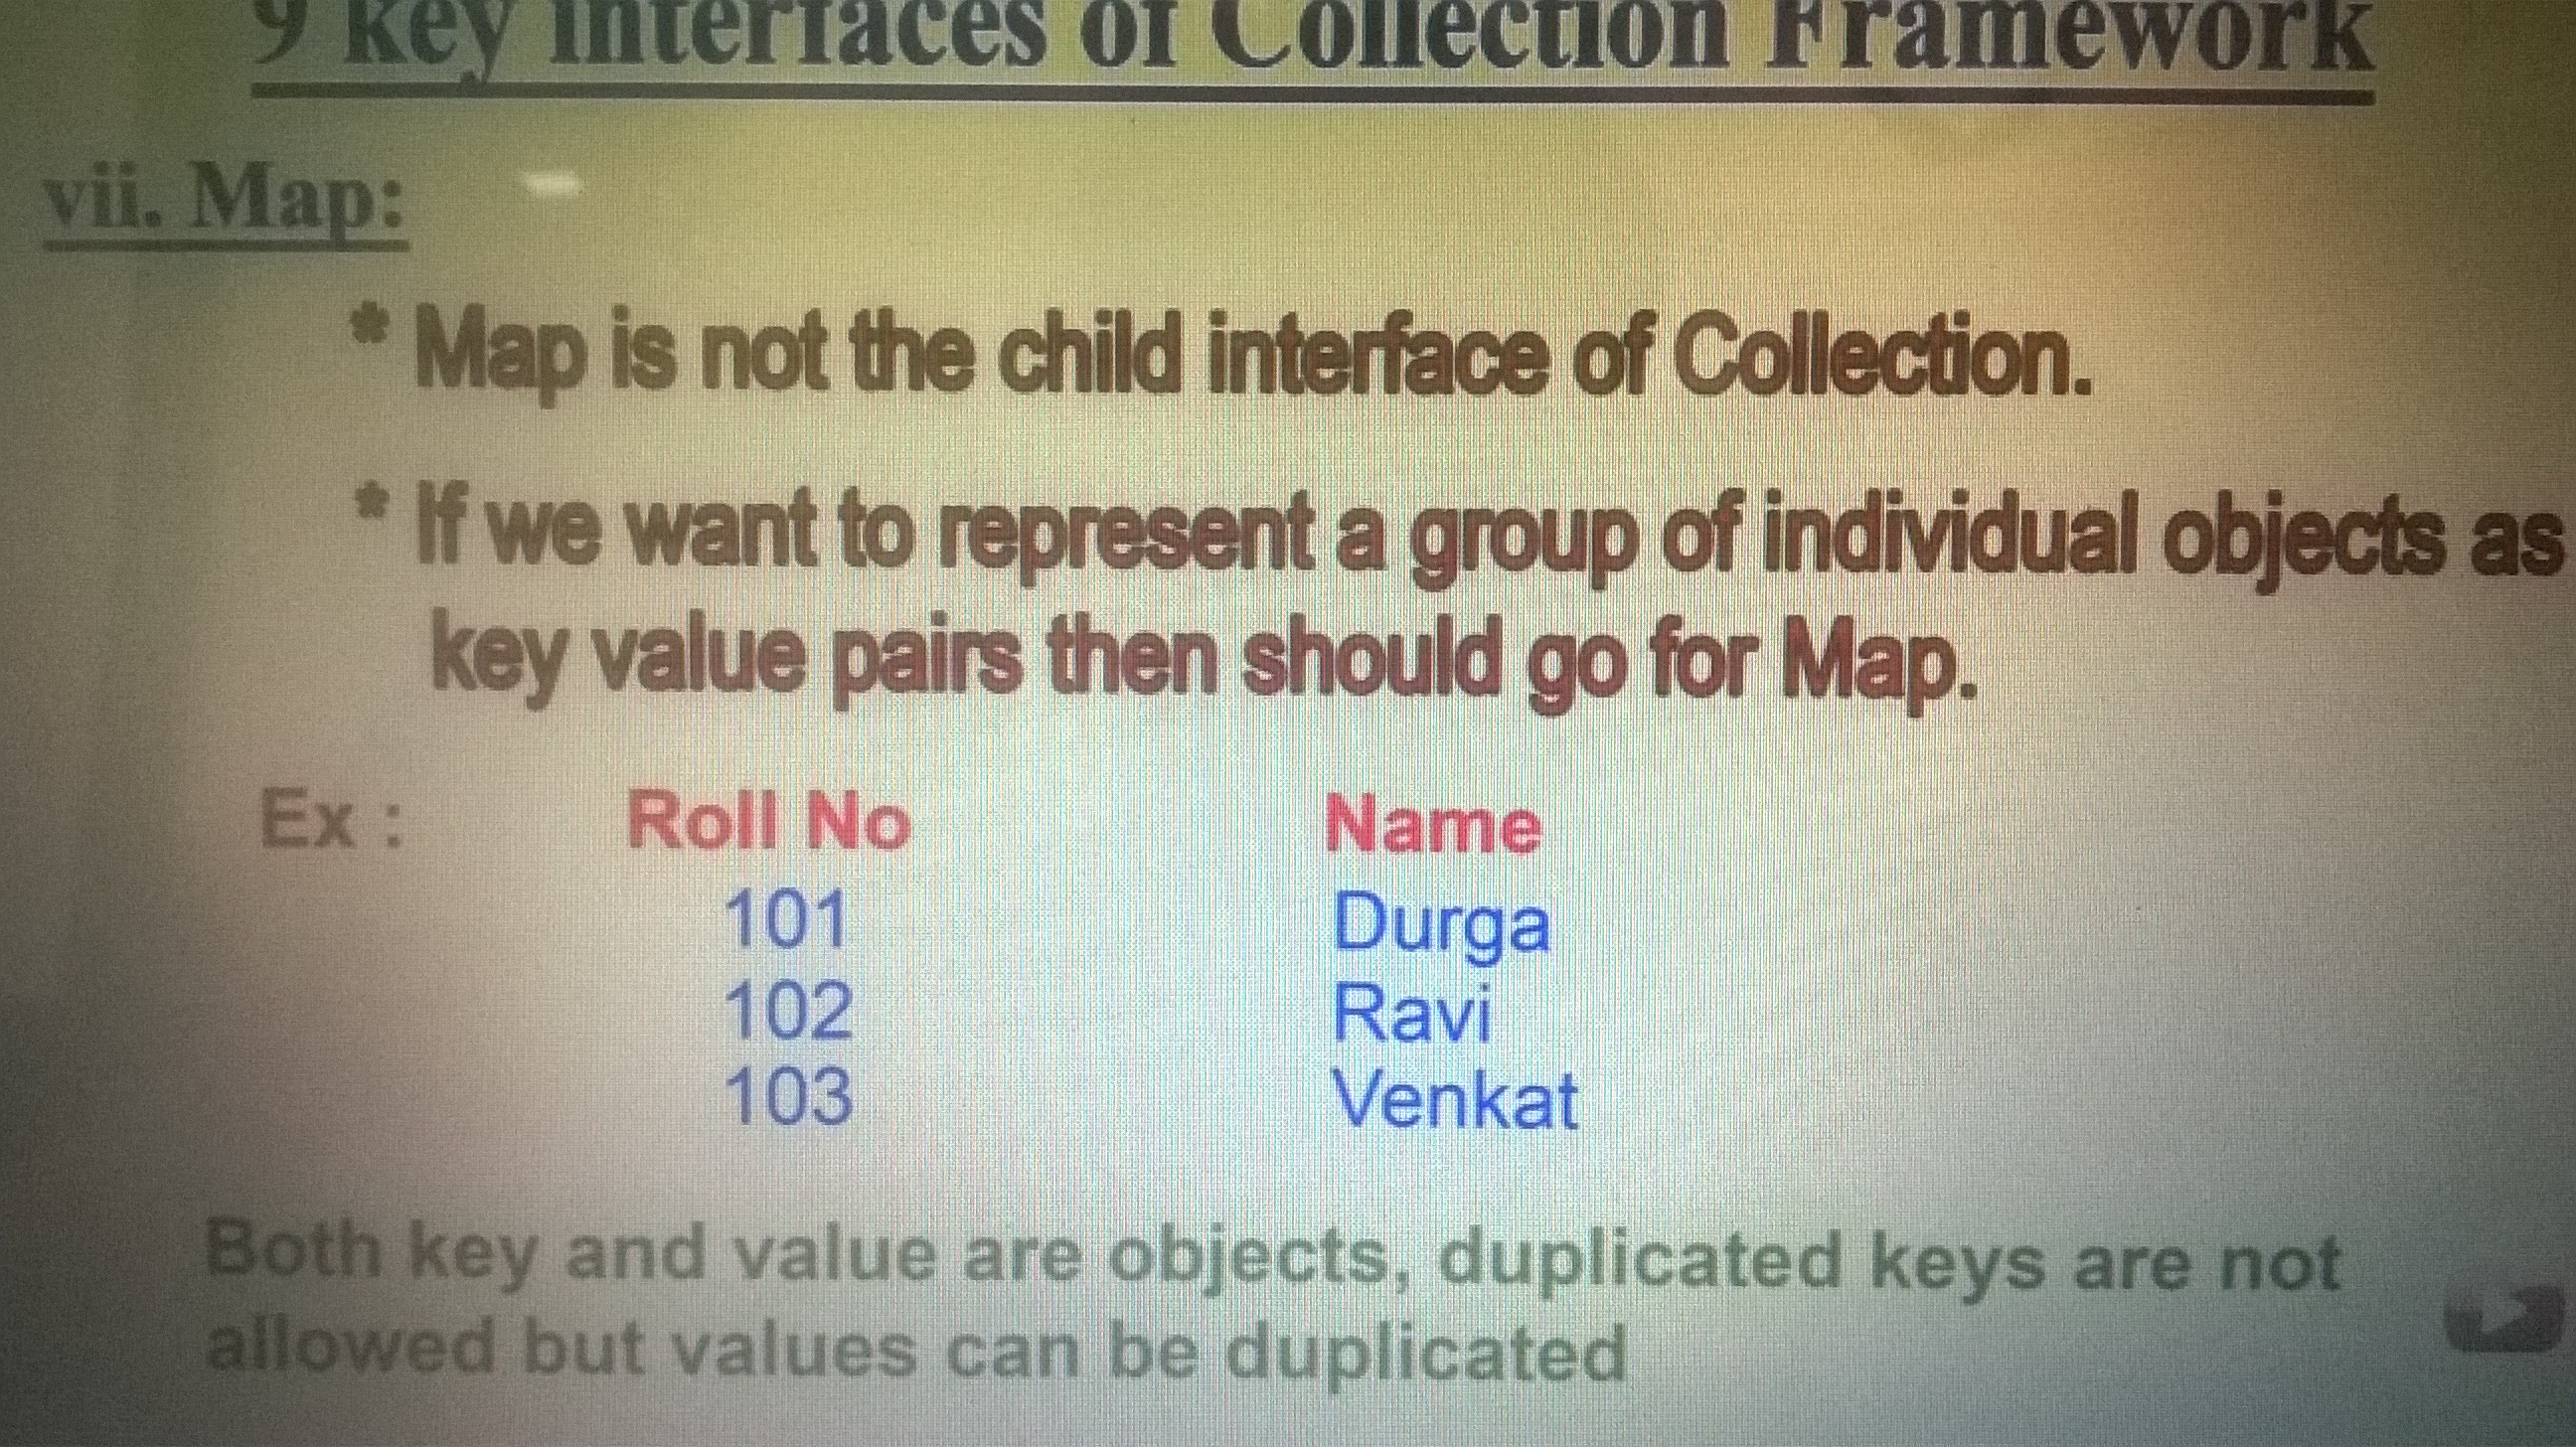 9 key interfaces of Collection Framework
vii. Map:
* Map is not the child interface of Collection.
* If we want to represent a group of individual objects as
key value pairs then should go for Map.
Ex : Roll No Name
101 Durga
102 Ravi
103 Venkat
Both key and value are objects, duplicated keys are not
allowed but values can be duplicated